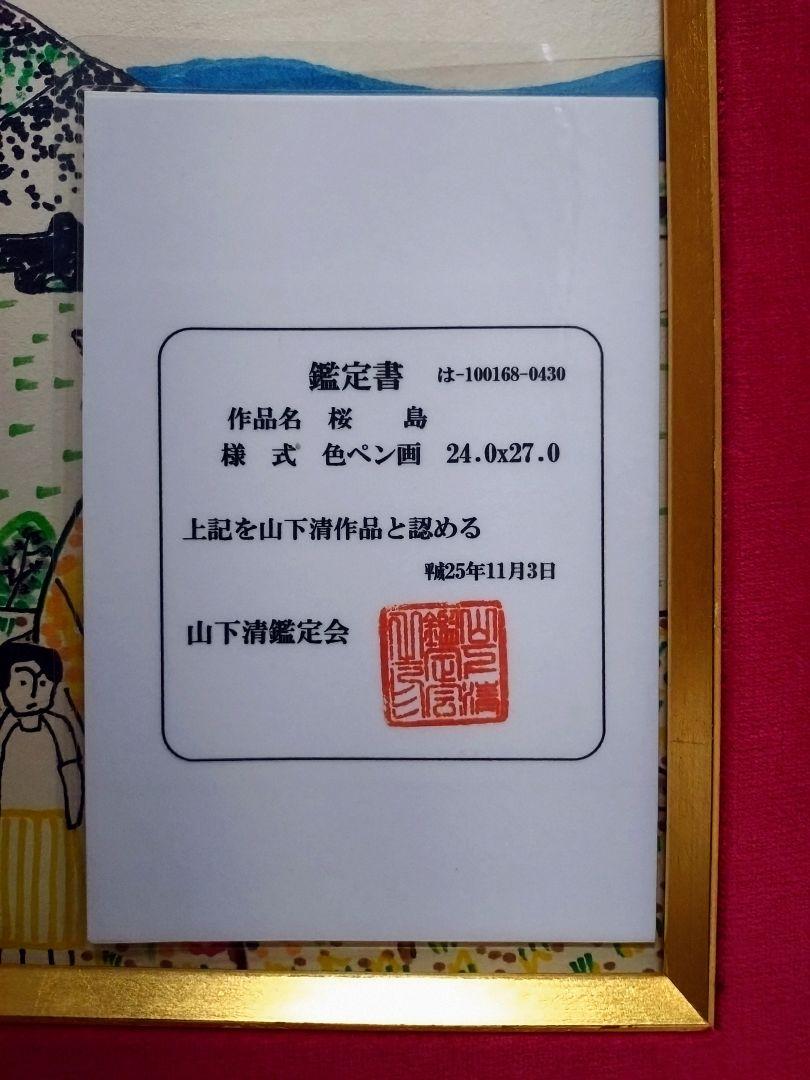 鑑定書 は-100168-0430
作品名 桜 島
様 式 色ペン画 24.0x27.0
上記を山下清作品と認める
平成25年11月3日
山下清鑑定会